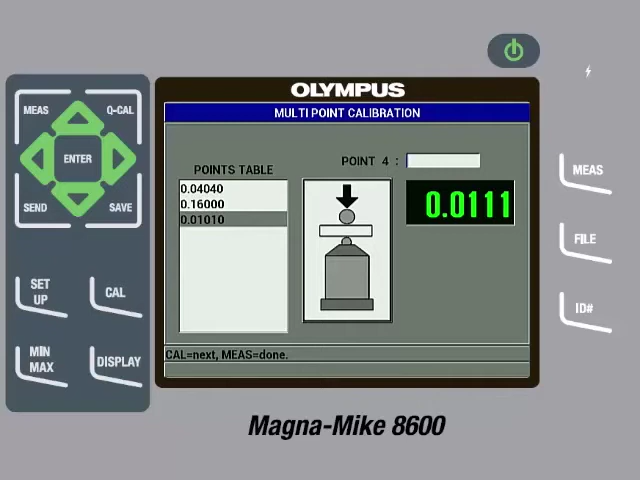 OLYMPUS
MULTI POINT CALIBRATION
POINTS TABLE
0.04040
0.16000
0.01010
POINT 4 :
0.0111
CAL=next, MEAS=done.
MEAS
Q-CAL
ENTER
SEND
SAVE
SET UP
CAL
MIN MAX
DISPLAY
MEAS
FILE
ID#
Magna-Mike 8600